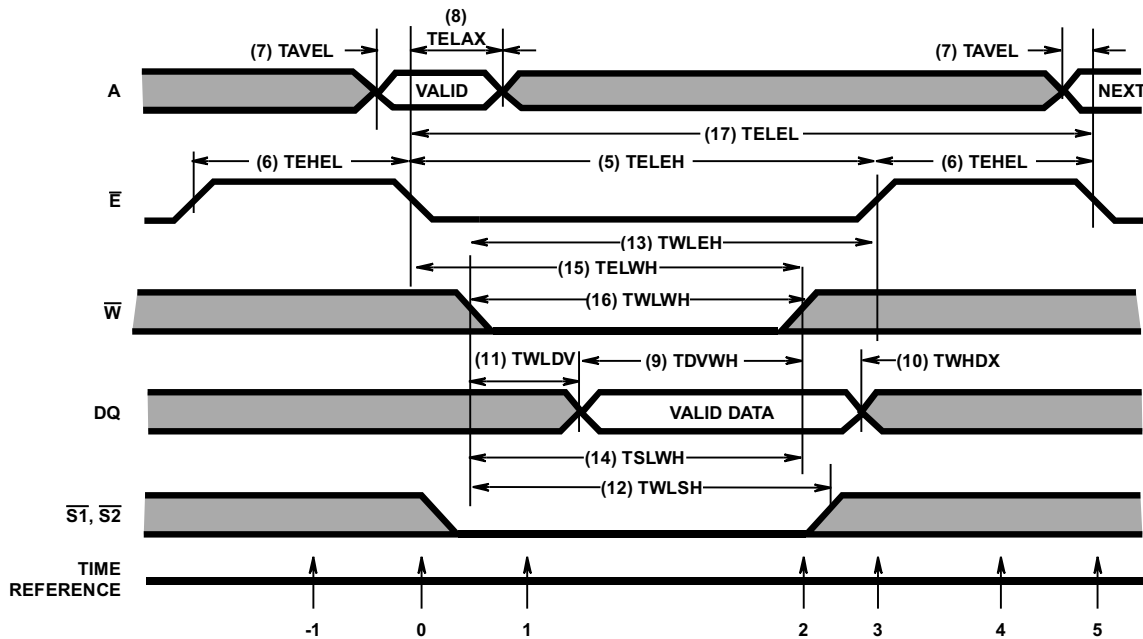 (8)
TELAX
(7) TAVEL
(7) TAVEL
A
VALID
NEXT
(17) TELEL
(6) TEHEL
(5) TELEH
(6) TEHEL
E̅
(13) TWLEH
(15) TELWH
W̅
(16) TWLWH
(11) TWLDV
(9) TDVWH
(10) TWHDX
DQ
VALID DATA
(14) TSLWH
(12) TWLSH
S̅1̅, S̅2̅
TIME
REFERENCE
-1 0 1 2 3 4 5